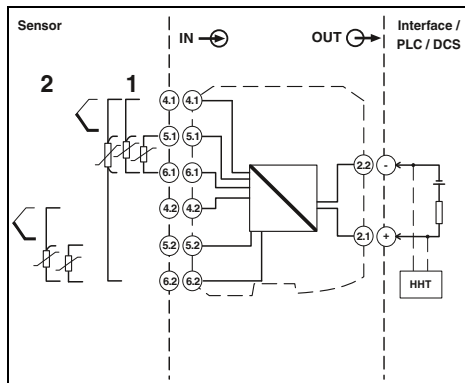 Sensor
IN
OUT
Interface /
PLC / DCS
2
1
4.1 4.1
5.1 5.1
6.1 6.1
4.2 4.2
5.2 5.2
6.2 6.2
2.2 -
2.1 +
HHT